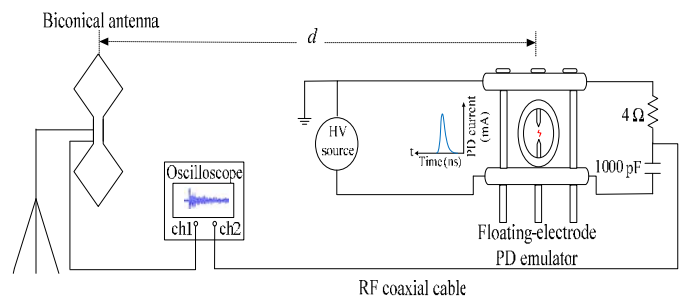 Biconical antenna
d
HV
source
PD current
(mA)
t
Time(ns)
4 Ω
1000 pF
Oscilloscope
ch1 ch2
Floating-electrode
PD emulator
RF coaxial cable